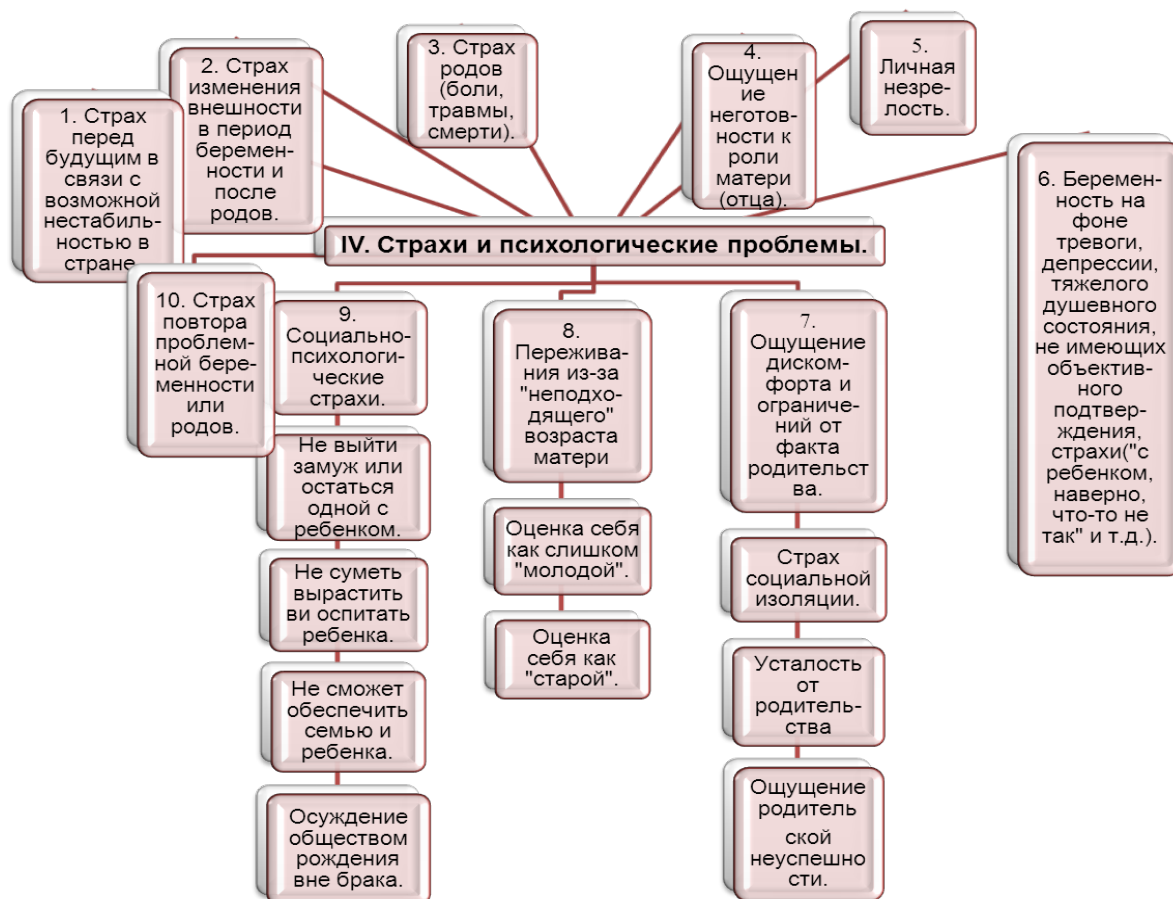 1. Страх
перед
будущим в
связи с
возможной
нестабиль-
ностью в
стране
2. Страх
изменения
внешности
в период
беремен-
ности и
после
родов.
3. Страх
родов
(боли,
травмы,
смерти).
4.
Ощущен
ие
неготовн
ости к
роли
матери
(отца).
5.
Личная
незре-
лость.
6. Беремен-
ность на
фоне
тревоги,
депрессии,
тяжелого
душевного
состояния,
не имеющих
объектив-
ного
подтвер-
ждения,
страхи("с
ребенком,
наверно,
что-то не
так" и т.д.).
IV. Страхи и психологические проблемы.
10. Страх
повтора
проблем-
ной бере-
менности
или
родов.
9.
Социально-
психологи-
ческие
страхи.
Не выйти
замуж или
остаться
одной с
ребенком.
Не суметь
вырастить
ви оспитать
ребенка.
Не сможет
обеспечить
семью и
ребенка.
Осуждение
обществом
рождения
вне брака.
8.
Пережива-
ния из-за
"неподхо-
дящего"
возраста
матери
Оценка себя
как слишком
"молодой".
Оценка
себя как
"старой".
7.
Ощущение
диском-
форта и
ограниче-
ний от
факта
родительст
ва.
Страх
социальной
изоляции.
Усталость
от
родитель-
ства
Ощущение
родитель
ской
неуспешно
сти.